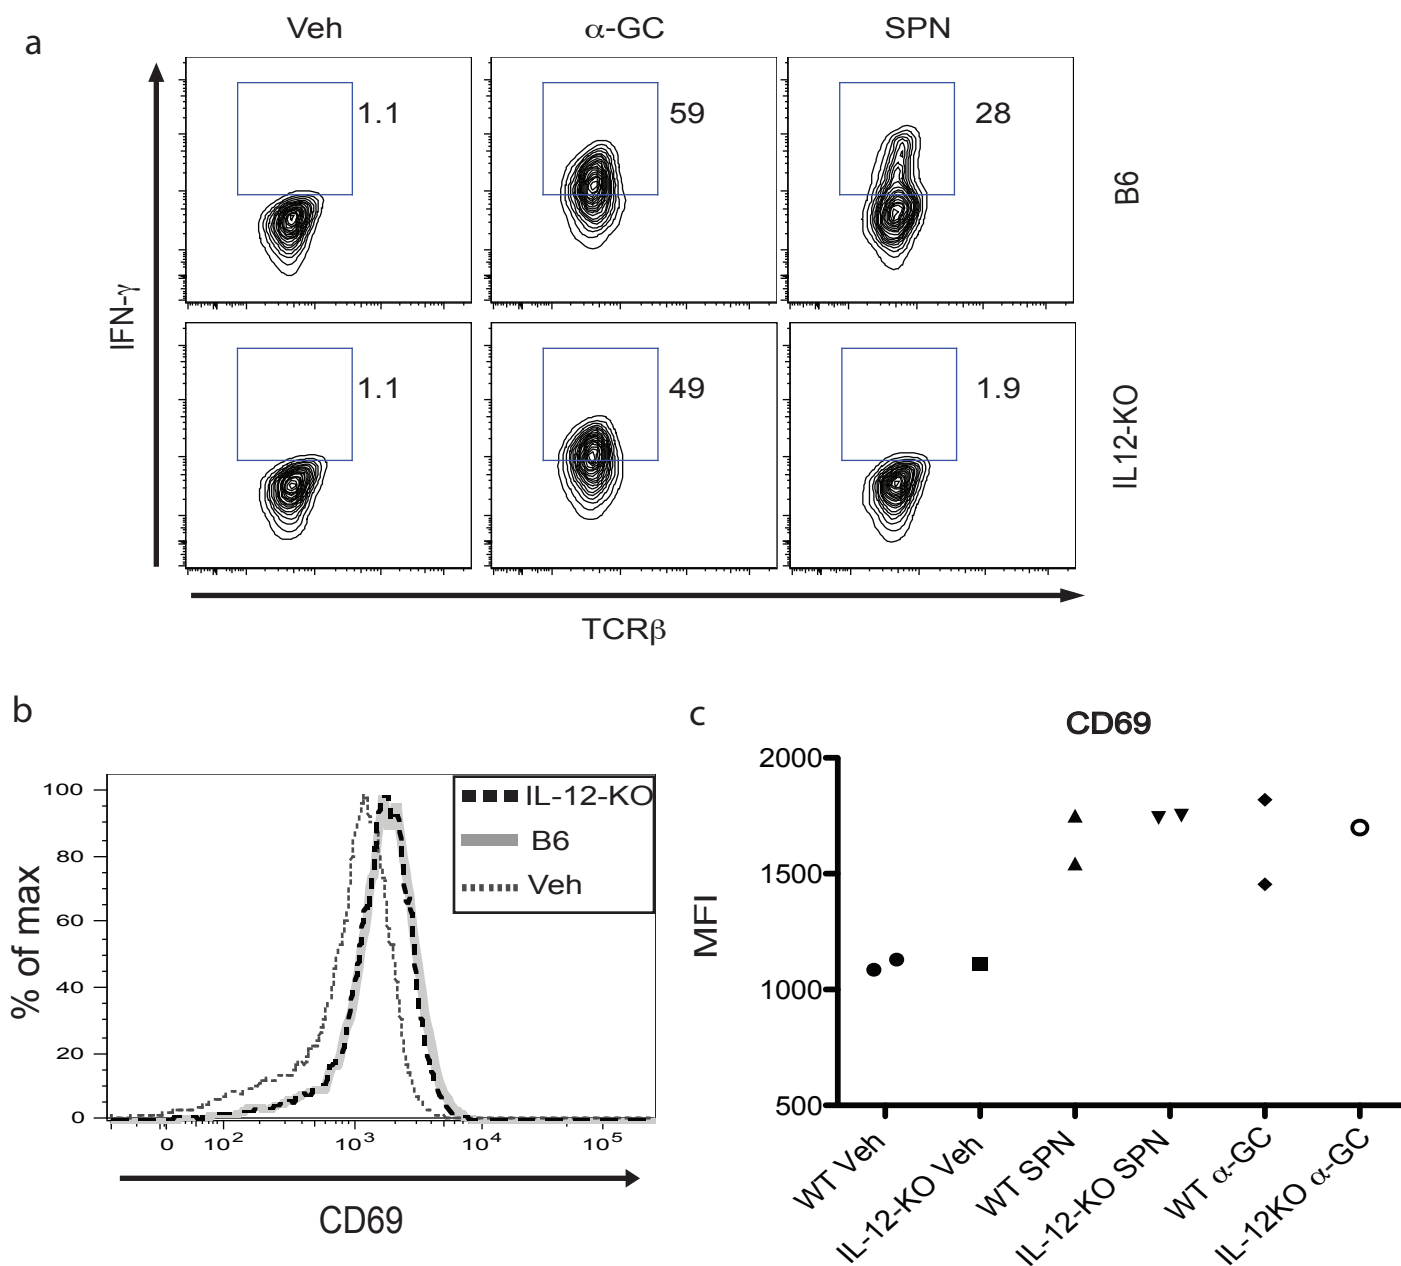 a
Veh
α-GC
SPN
1.1
59
28
B6
IFN-γ
1.1
49
1.9
IL12-KO
TCRβ
b
100
80
60
40
20
0
% of max
IL-12-KO
B6
Veh
0
10²
10³
10⁴
10⁵
CD69
c
CD69
2000
1500
1000
500
MFI
WT Veh
IL-12-KO Veh
WT SPN
IL-12-KO SPN
WT α-GC
IL-12KO α-GC